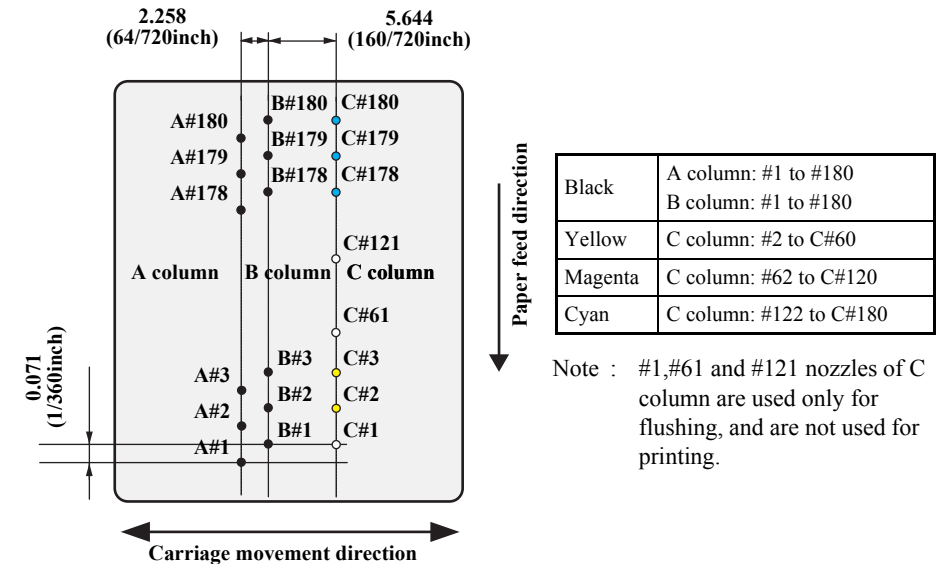 2.258
(64/720inch)
5.644
(160/720inch)
B#180 C#180
A#180
B#179 C#179
A#179
B#178 C#178
A#178
C#121
A column B column C column
C#61
B#3 C#3
A#3
B#2 C#2
A#2
B#1 C#1
A#1
0.071
(1/360inch)
Carriage movement direction
Paper feed direction
Black A column: #1 to #180
B column: #1 to #180
Yellow C column: #2 to C#60
Magenta C column: #62 to C#120
Cyan C column: #122 to C#180
Note : #1,#61 and #121 nozzles of C
column are used only for
flushing, and are not used for
printing.